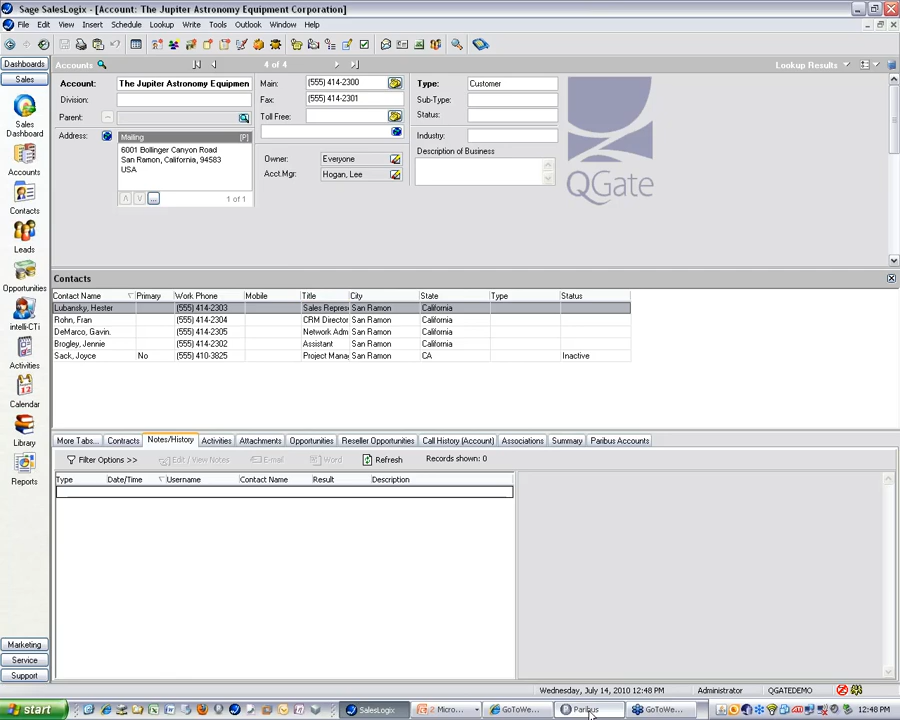 Sage SalesLogix - [Account: The Jupiter Astronomy Equipment Corporation]
File Edit View Insert Schedule Lookup Write Tools Outlook Window Help
Dashboards
Sales
Sales Dashboard
Accounts
Contacts
Leads
Opportunities
intelli-CTi
Activities
Calendar
Library
Reports
Marketing
Service
Support
Accounts 4 of 4 Lookup Results
Account: The Jupiter Astronomy Equipmen
Division:
Parent:
Address: Mailing [P]
6001 Bollinger Canyon Road
San Ramon, California, 94583
USA
1 of 1
Main: (555) 414-2300
Fax: (555) 414-2301
Toll Free:
Owner: Everyone
Acct.Mgr: Hogan, Lee
Type: Customer
Sub-Type:
Status:
Industry:
Description of Business
QGate
Contacts
Contact Name Primary Work Phone Mobile Title City State Type Status
Lubansky, Hester (555) 414-2303 Sales Repres San Ramon California
Rohn, Fran (555) 414-2304 CRM Director San Ramon California
DeMarco, Gavin. (555) 414-2305 Network Adm San Ramon California
Brogley, Jennie (555) 414-2302 Assistant San Ramon California
Sack, Joyce No (555) 410-3825 Project Mana San Ramon CA Inactive
More Tabs... Contracts Notes/History Activities Attachments Opportunities Reseller Opportunities Call History (Account) Associations Summary Paribus Accounts
Filter Options >> Edit / View Notes E-mail Word Refresh Records shown: 0
Type Date/Time Username Contact Name Result Description
Wednesday, July 14, 2010 12:48 PM Administrator QGATEDEMO
start SalesLogix 2 Micro... GoToWe... Paribus GoToWe... 12:48 PM